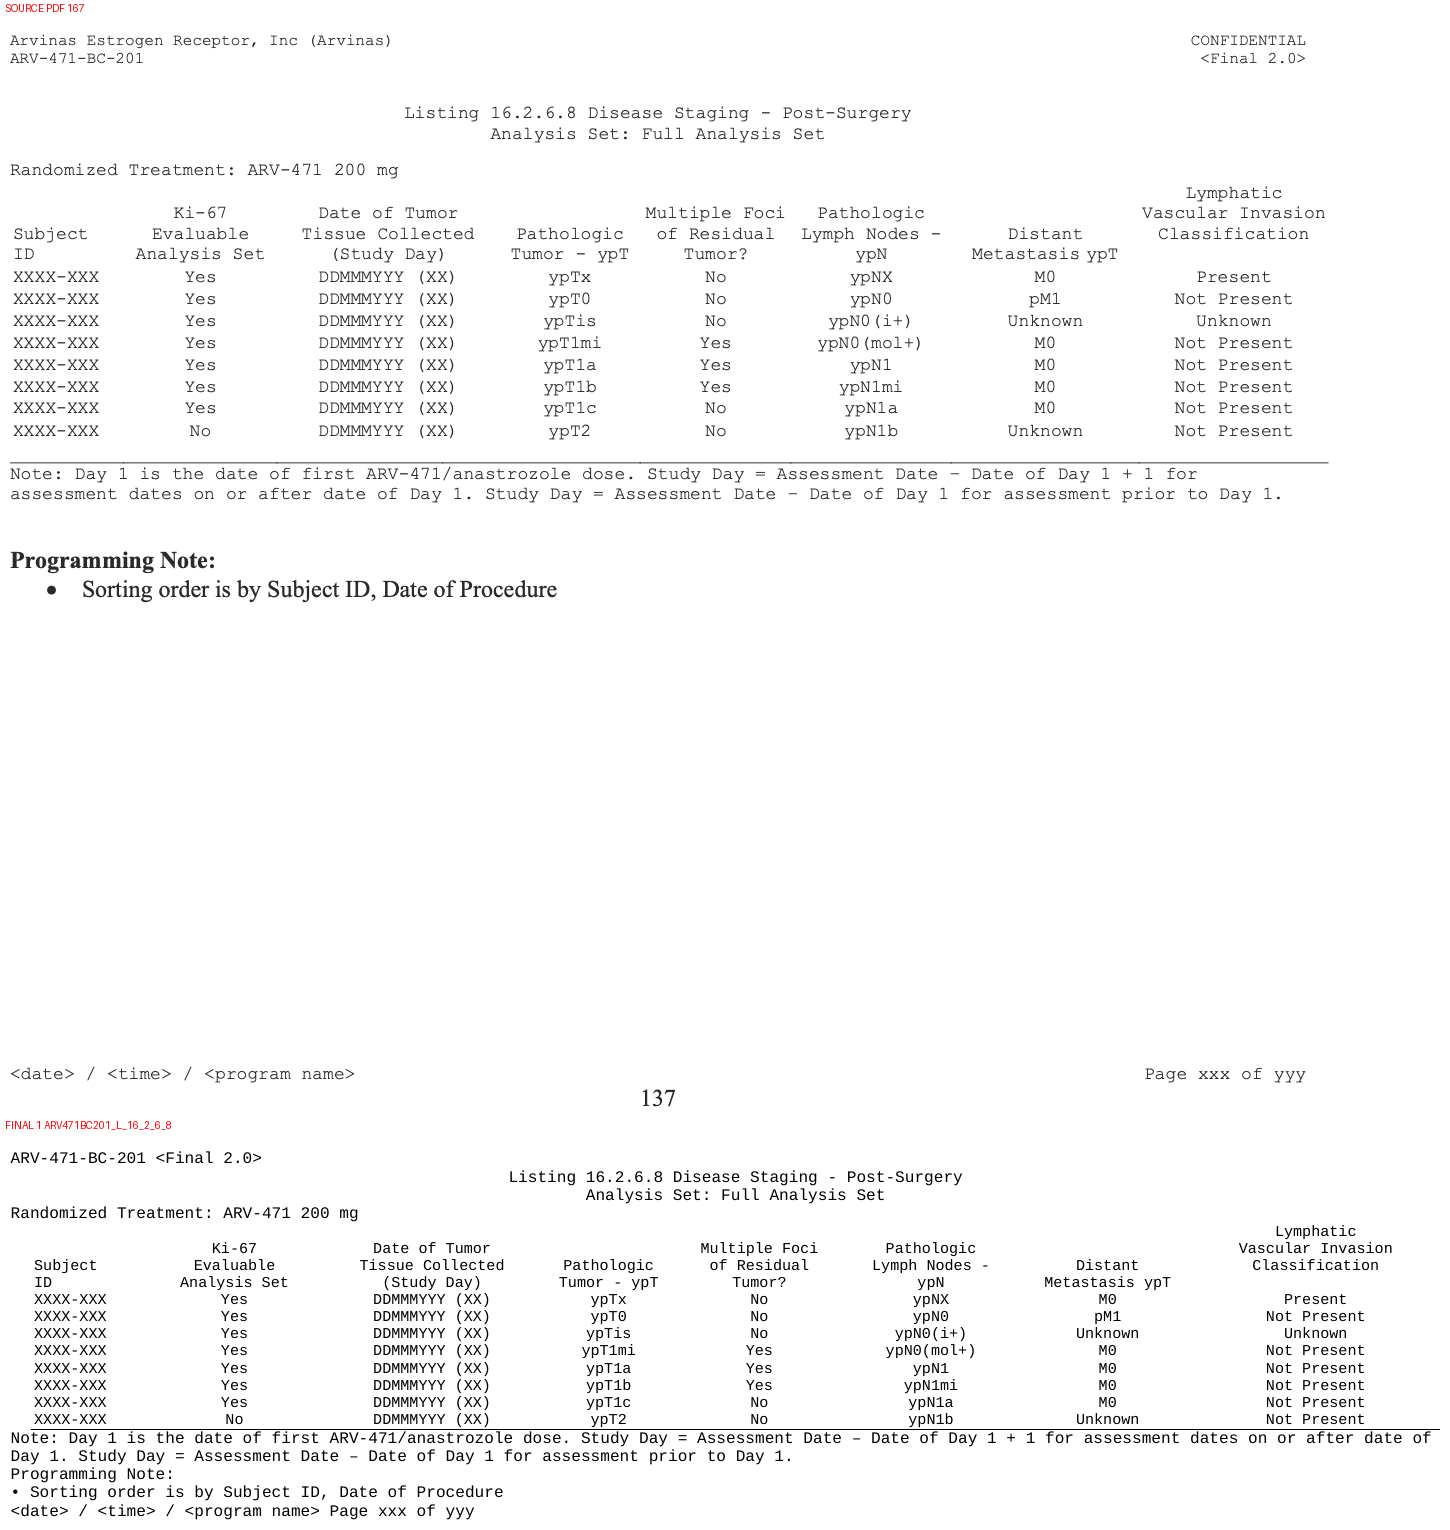 SOURCE PDF 167
Arvinas Estrogen Receptor, Inc (Arvinas) CONFIDENTIAL
ARV-471-BC-201 <Final 2.0>
Listing 16.2.6.8 Disease Staging - Post-Surgery
Analysis Set: Full Analysis Set
Randomized Treatment: ARV-471 200 mg
Lymphatic
Ki-67 Date of Tumor Multiple Foci Pathologic Vascular Invasion
Subject Evaluable Tissue Collected Pathologic of Residual Lymph Nodes - Distant Classification
ID Analysis Set (Study Day) Tumor - ypT Tumor? ypN Metastasis ypT
XXXX-XXX Yes DDMMMYYY (XX) ypTx No ypNX M0 Present
XXXX-XXX Yes DDMMMYYY (XX) ypT0 No ypN0 pM1 Not Present
XXXX-XXX Yes DDMMMYYY (XX) ypTis No ypN0(i+) Unknown Unknown
XXXX-XXX Yes DDMMMYYY (XX) ypT1mi Yes ypN0(mol+) M0 Not Present
XXXX-XXX Yes DDMMMYYY (XX) ypT1a Yes ypN1 M0 Not Present
XXXX-XXX Yes DDMMMYYY (XX) ypT1b Yes ypN1mi M0 Not Present
XXXX-XXX Yes DDMMMYYY (XX) ypT1c No ypN1a M0 Not Present
XXXX-XXX No DDMMMYYY (XX) ypT2 No ypN1b Unknown Not Present
Note: Day 1 is the date of first ARV-471/anastrozole dose. Study Day = Assessment Date – Date of Day 1 + 1 for
assessment dates on or after date of Day 1. Study Day = Assessment Date – Date of Day 1 for assessment prior to Day 1.
Programming Note:
• Sorting order is by Subject ID, Date of Procedure
<date> / <time> / <program name> Page xxx of yyy
137
FINAL 1 ARV471BC201_L_16_2_6_8
ARV-471-BC-201 <Final 2.0>
Listing 16.2.6.8 Disease Staging - Post-Surgery
Analysis Set: Full Analysis Set
Randomized Treatment: ARV-471 200 mg
Lymphatic
Ki-67 Date of Tumor Multiple Foci Pathologic Vascular Invasion
Subject Evaluable Tissue Collected Pathologic of Residual Lymph Nodes - Distant Classification
ID Analysis Set (Study Day) Tumor - ypT Tumor? ypN Metastasis ypT
XXXX-XXX Yes DDMMMYYY (XX) ypTx No ypNX M0 Present
XXXX-XXX Yes DDMMMYYY (XX) ypT0 No ypN0 pM1 Not Present
XXXX-XXX Yes DDMMMYYY (XX) ypTis No ypN0(i+) Unknown Unknown
XXXX-XXX Yes DDMMMYYY (XX) ypT1mi Yes ypN0(mol+) M0 Not Present
XXXX-XXX Yes DDMMMYYY (XX) ypT1a Yes ypN1 M0 Not Present
XXXX-XXX Yes DDMMMYYY (XX) ypT1b Yes ypN1mi M0 Not Present
XXXX-XXX Yes DDMMMYYY (XX) ypT1c No ypN1a M0 Not Present
XXXX-XXX No DDMMMYYY (XX) ypT2 No ypN1b Unknown Not Present
Note: Day 1 is the date of first ARV-471/anastrozole dose. Study Day = Assessment Date – Date of Day 1 + 1 for assessment dates on or after date of
Day 1. Study Day = Assessment Date – Date of Day 1 for assessment prior to Day 1.
Programming Note:
• Sorting order is by Subject ID, Date of Procedure
<date> / <time> / <program name> Page xxx of yyy